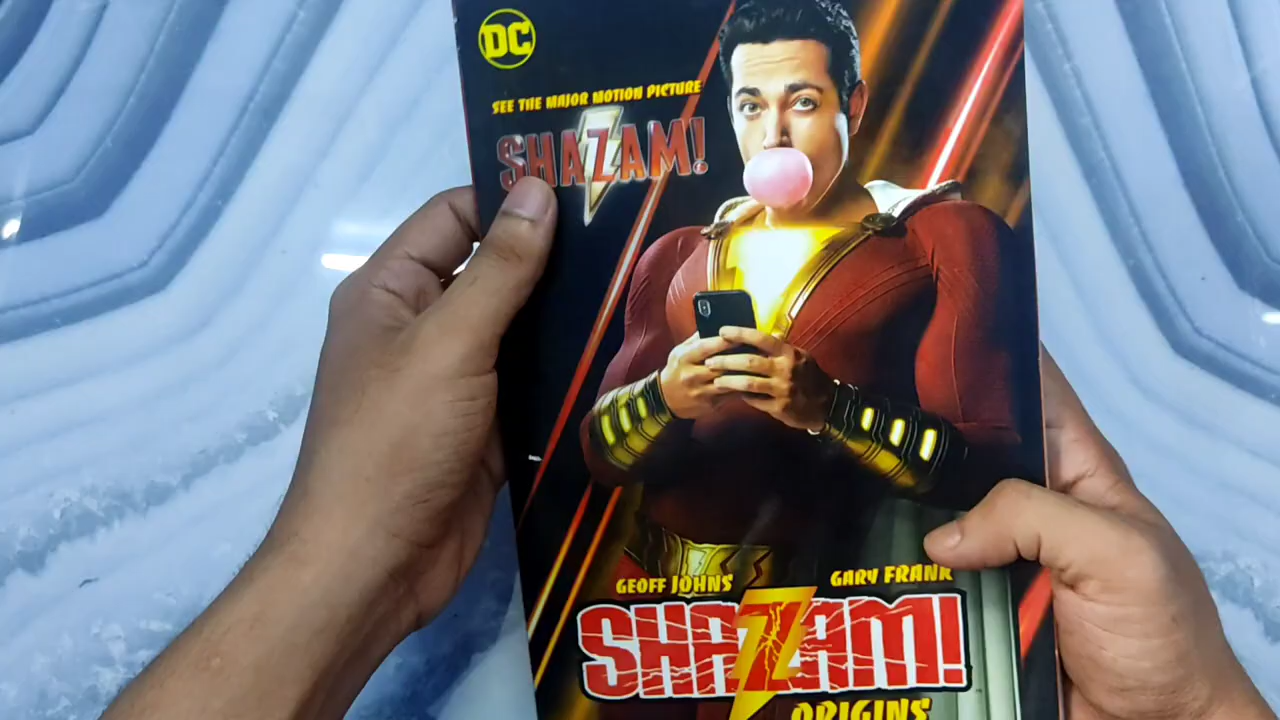 DC
SEE THE MAJOR MOTION PICTURE
SHAZAM!
GEOFF JOHNS
GARY FRANK
SHAZAM!
ORIGINS